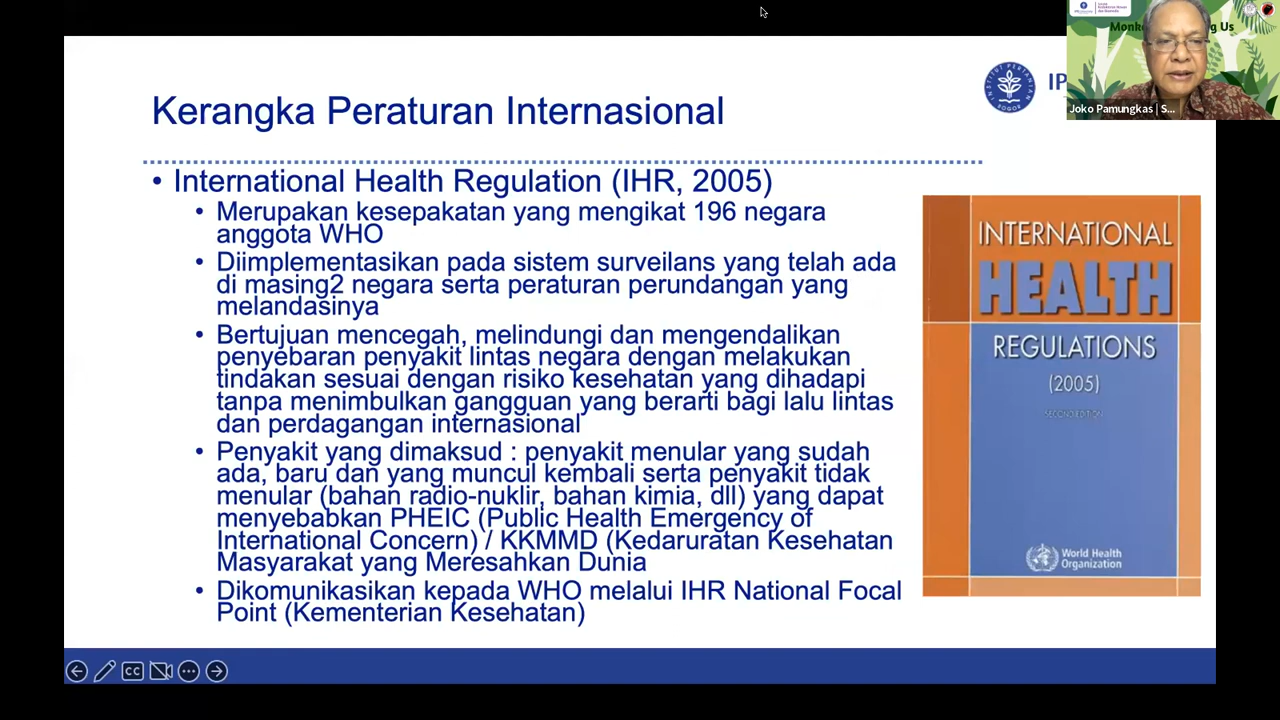 Kerangka Peraturan Internasional
IP
• International Health Regulation (IHR, 2005)
• Merupakan kesepakatan yang mengikat 196 negara
anggota WHO
• Diimplementasikan pada sistem surveilans yang telah ada
di masing2 negara serta peraturan perundangan yang
melandasinya
• Bertujuan mencegah, melindungi dan mengendalikan
penyebaran penyakit lintas negara dengan melakukan
tindakan sesuai dengan risiko kesehatan yang dihadapi
tanpa menimbulkan gangguan yang berarti bagi lalu lintas
dan perdagangan internasional
• Penyakit yang dimaksud : penyakit menular yang sudah
ada, baru dan yang muncul kembali serta penyakit tidak
menular (bahan radio-nuklir, bahan kimia, dll) yang dapat
menyebabkan PHEIC (Public Health Emergency of
International Concern) / KKMMD (Kedaruratan Kesehatan
Masyarakat yang Meresahkan Dunia
• Dikomunikasikan kepada WHO melalui IHR National Focal
Point (Kementerian Kesehatan)
INTERNATIONAL
HEALTH
REGULATIONS
(2005)
SECOND EDITION
World Health
Organization
INSTITUT PERTANIAN
BOGOR
Monk g Us
Joko Pamungkas | S...
CC